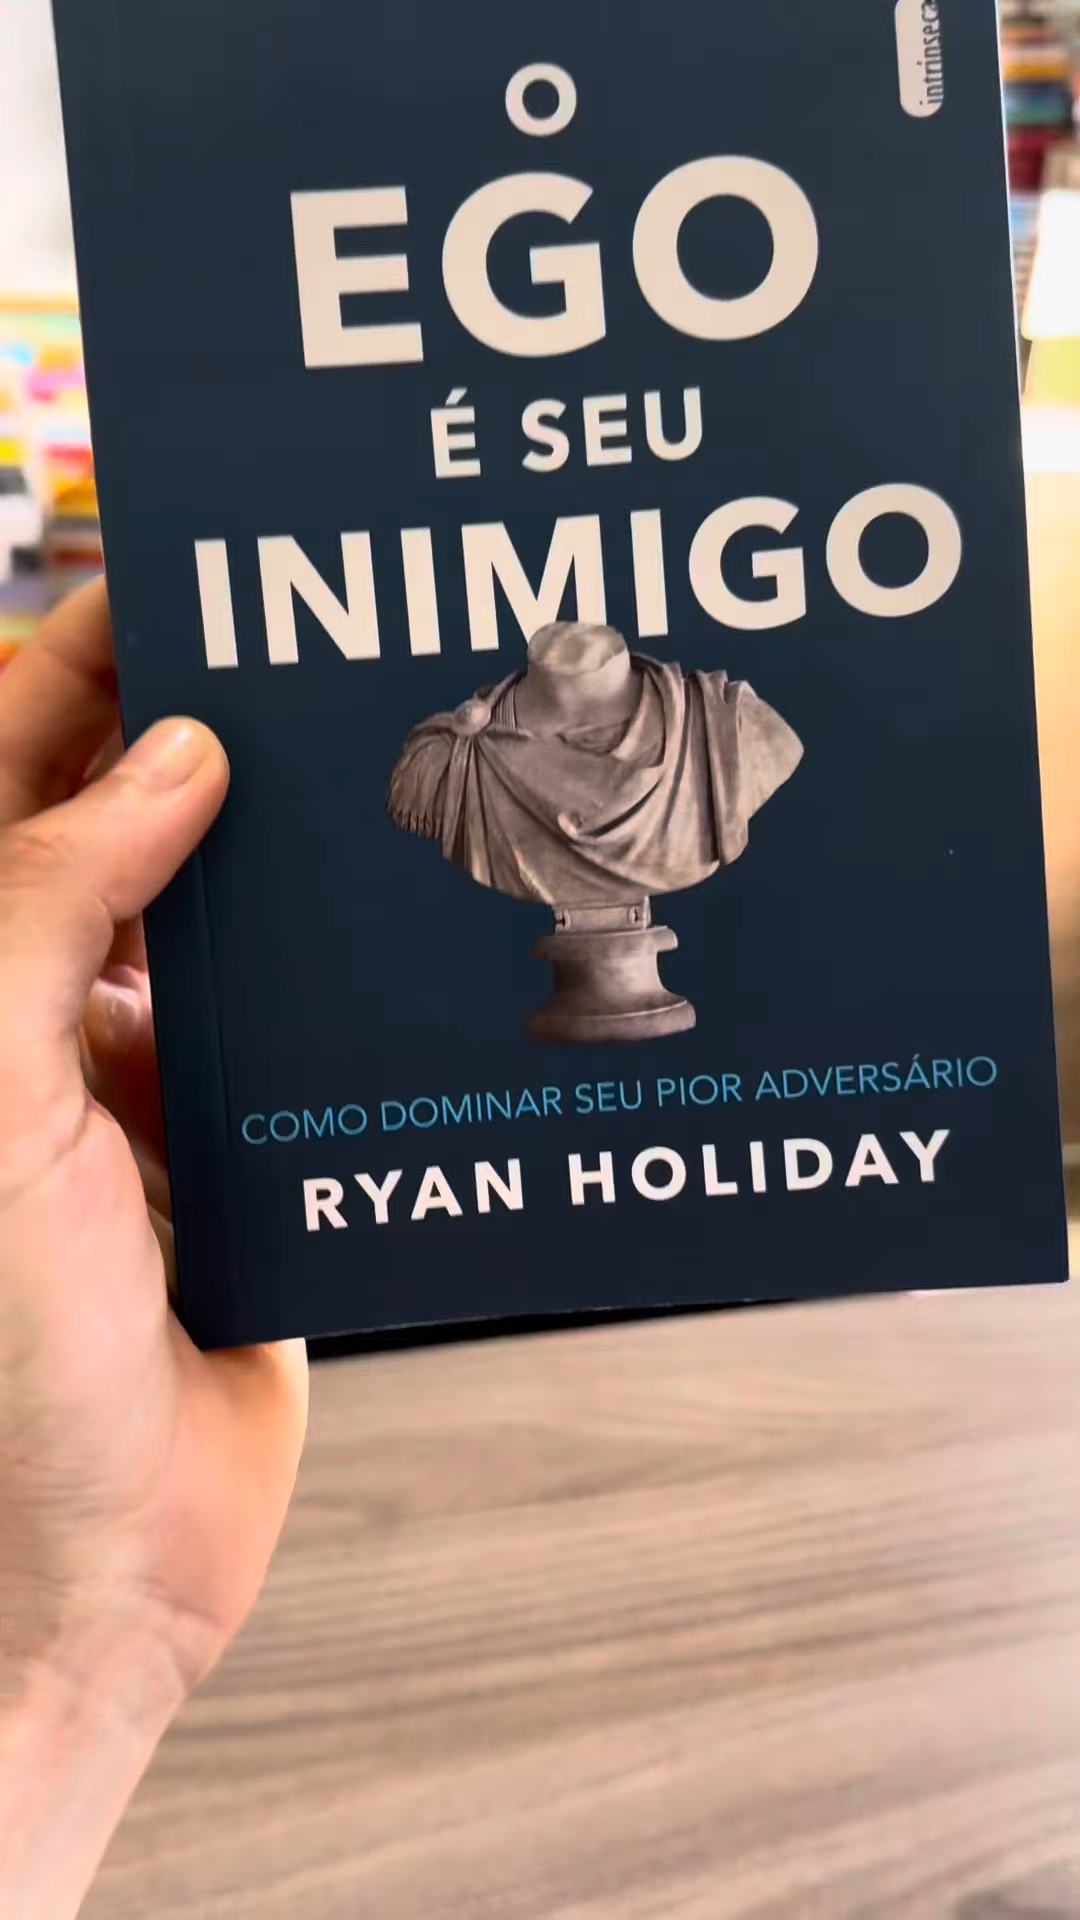 intrínseca
O
EGO
É SEU
INIMIGO
COMO DOMINAR SEU PIOR ADVERSÁRIO
RYAN HOLIDAY